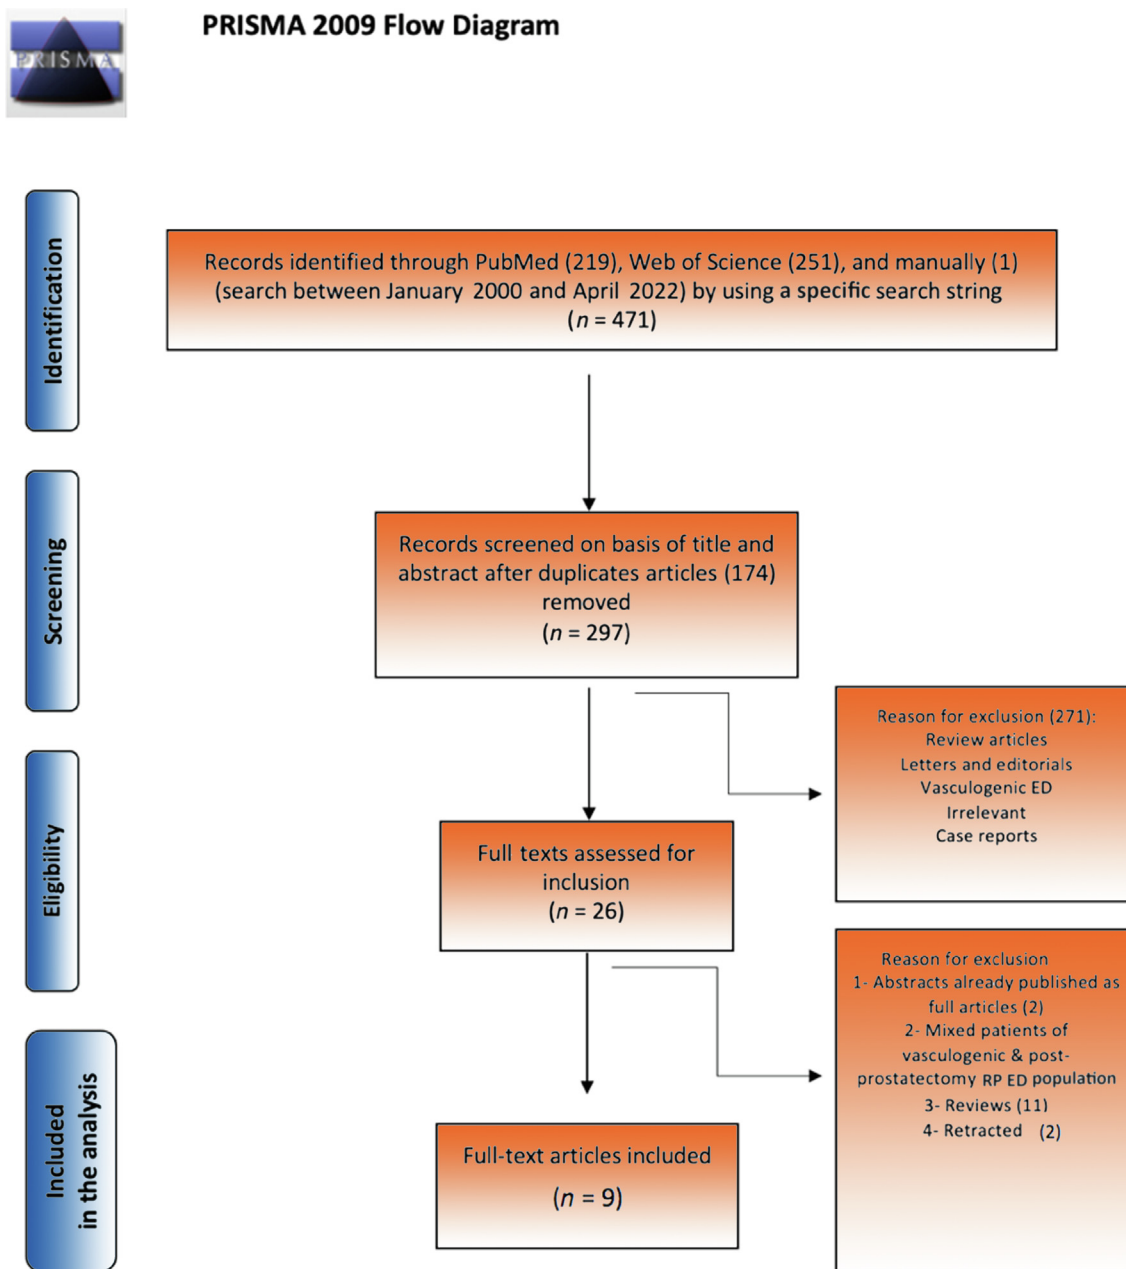 PRISMA 2009 Flow Diagram
PRISMA
Identification
Records identified through PubMed (219), Web of Science (251), and manually (1)
(search between January 2000 and April 2022) by using a specific search string
(n = 471)
Screening
Records screened on basis of title and
abstract after duplicates articles (174)
removed
(n = 297)
Reason for exclusion (271):
Review articles
Letters and editorials
Vasculogenic ED
Irrelevant
Case reports
Eligibility
Full texts assessed for
inclusion
(n = 26)
Reason for exclusion
1- Abstracts already published as
full articles (2)
2- Mixed patients of
vasculogenic & post-
prostatectomy RP ED population
3- Reviews (11)
4- Retracted (2)
Included
in the analysis
Full-text articles included
(n = 9)